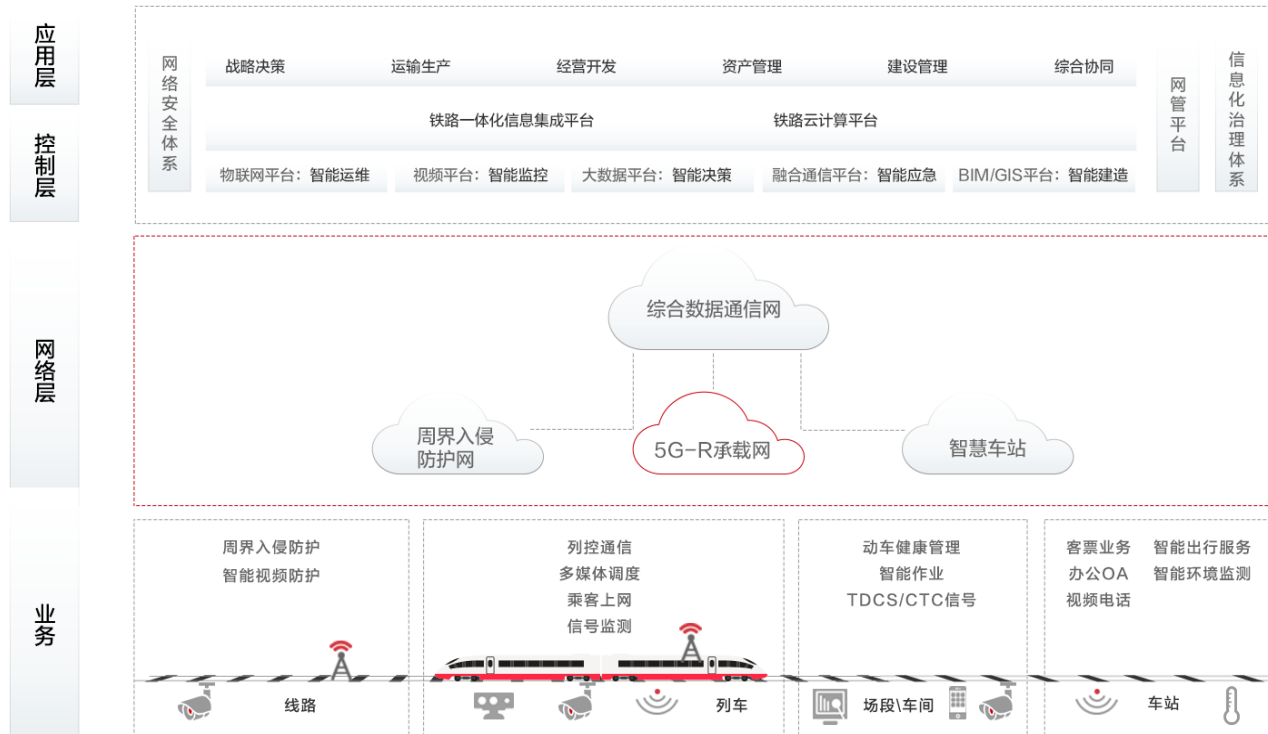 应用层
控制层
网络层
业务
网络安全体系
战略决策 运输生产 经营开发 资产管理 建设管理 综合协同
铁路一体化信息集成平台 铁路云计算平台
物联网平台：智能运维 视频平台：智能监控 大数据平台：智能决策 融合通信平台：智能应急 BIM/GIS平台：智能建造
网管平台
信息化治理体系
综合数据通信网
周界入侵
防护网
5G-R承载网
智慧车站
周界入侵防护
智能视频防护
线路
列控通信
多媒体调度
乘客上网
信号监测
列车
动车健康管理
智能作业
TDCS/CTC信号
场段\车间
客票业务 智能出行服务
办公OA 智能环境监测
视频电话
车站